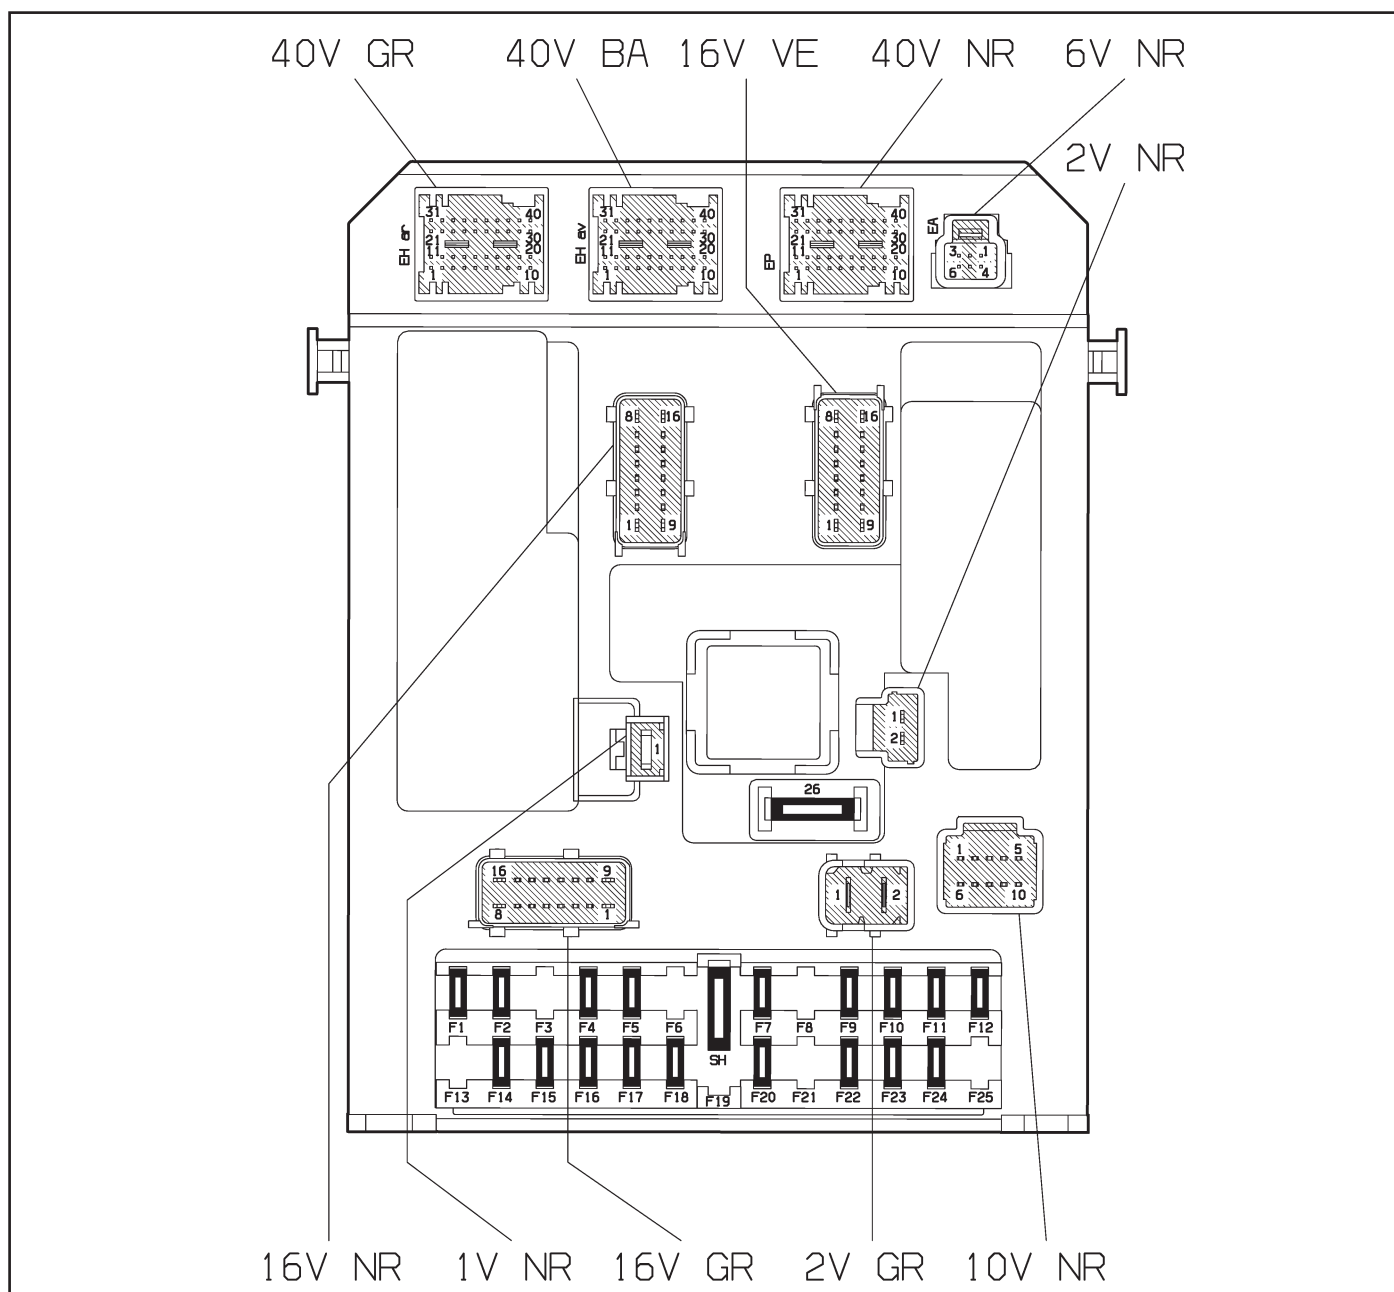 40V GR 40V BA 16V VE 40V NR 6V NR
2V NR
EH ar 31 40 21 30 11 20 1 10
EH av 31 40 21 30 11 20 1 10
EP 31 40 21 30 11 20 1 10
EA 3 1 6 4
8 16
1 9
8 16
1 9
1
2
1
26
16 9
8 1
1 2
1 5
6 10
F1 F2 F3 F4 F5 F6 F7 F8 F9 F10 F11 F12
SH
F13 F14 F15 F16 F17 F18 F19 F20 F21 F22 F23 F24 F25
16V NR 1V NR 16V GR 2V GR 10V NR